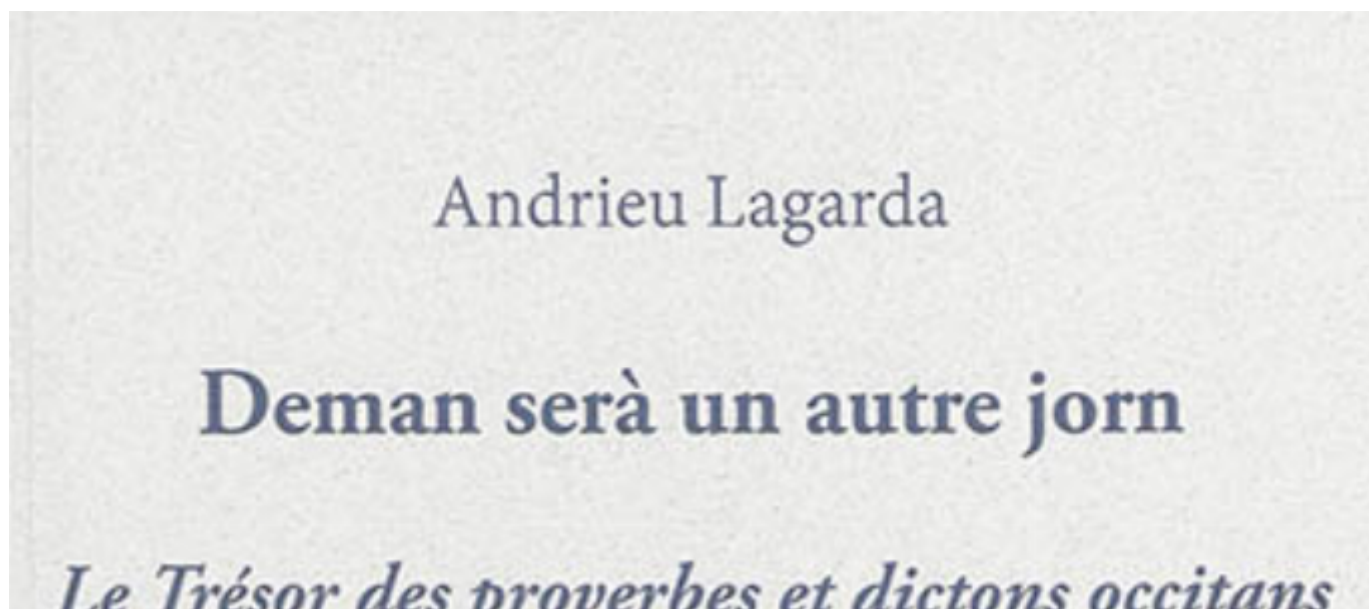 Andrieu Lagarda
Deman serà un autre jorn
Le Trésor des proverbes et dictons occitans